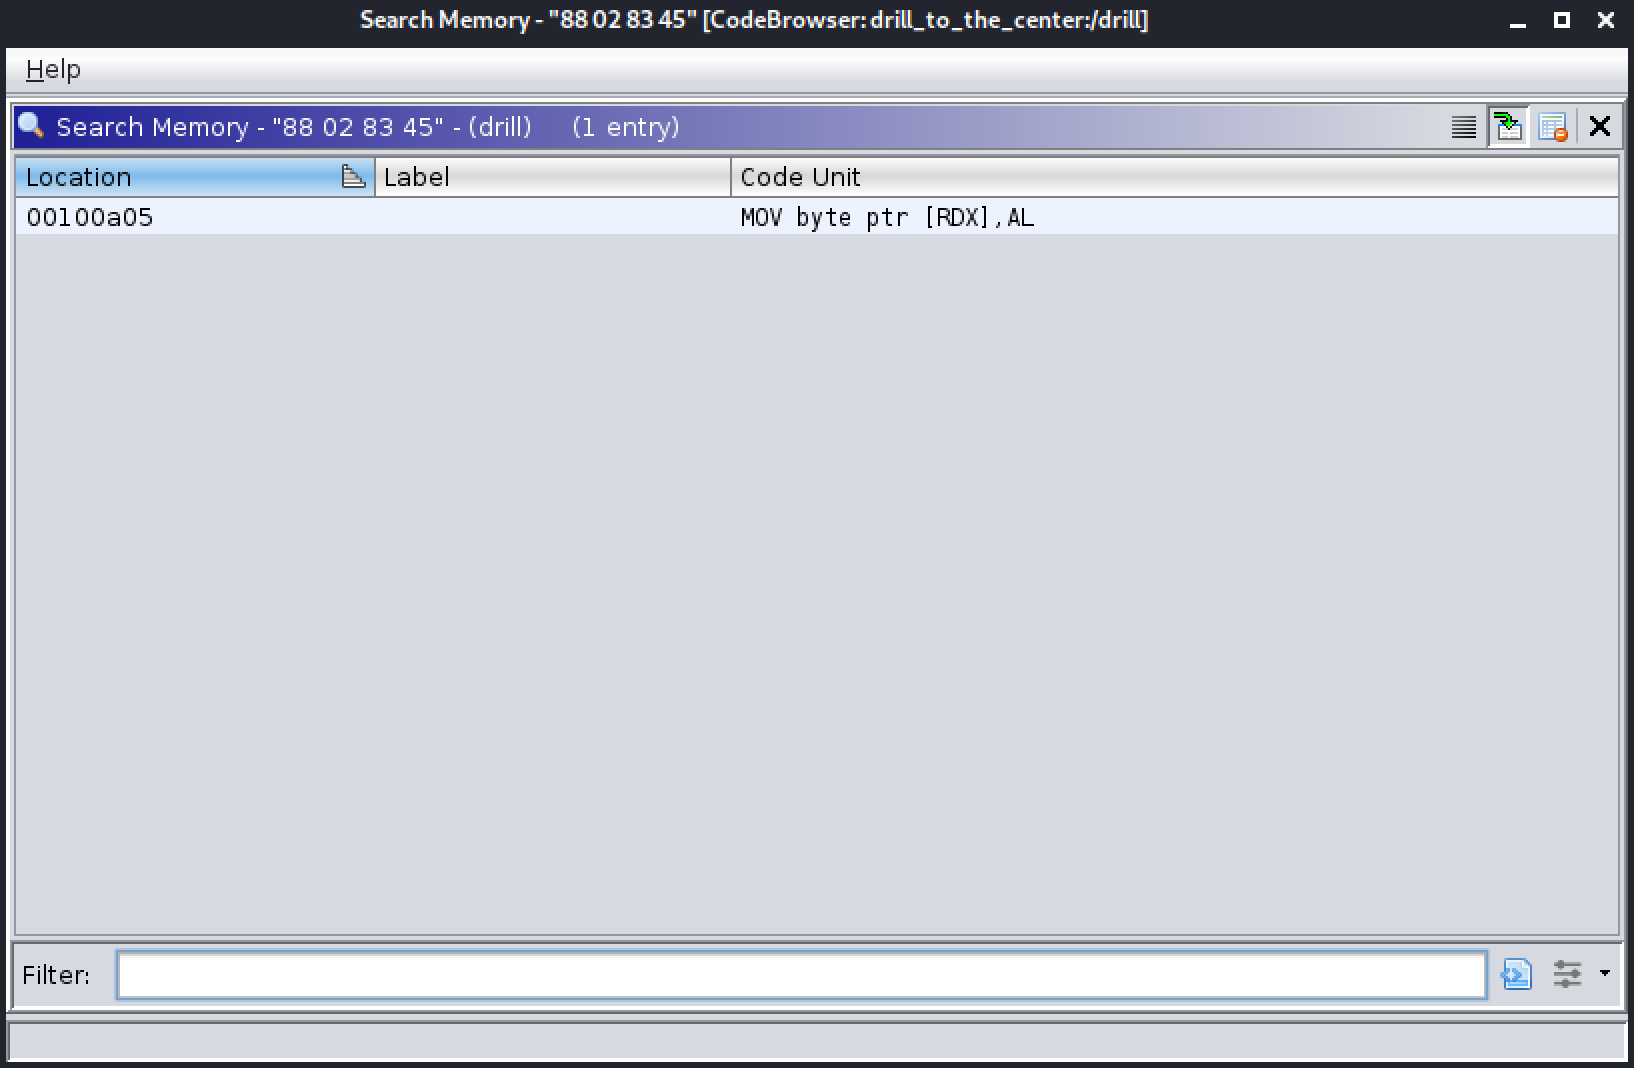 Search Memory - "88 02 83 45" [CodeBrowser: drill_to_the_center:/drill]
Help
Search Memory - "88 02 83 45" - (drill) (1 entry)
Location Label Code Unit
00100a05 MOV byte ptr [RDX],AL
Filter: